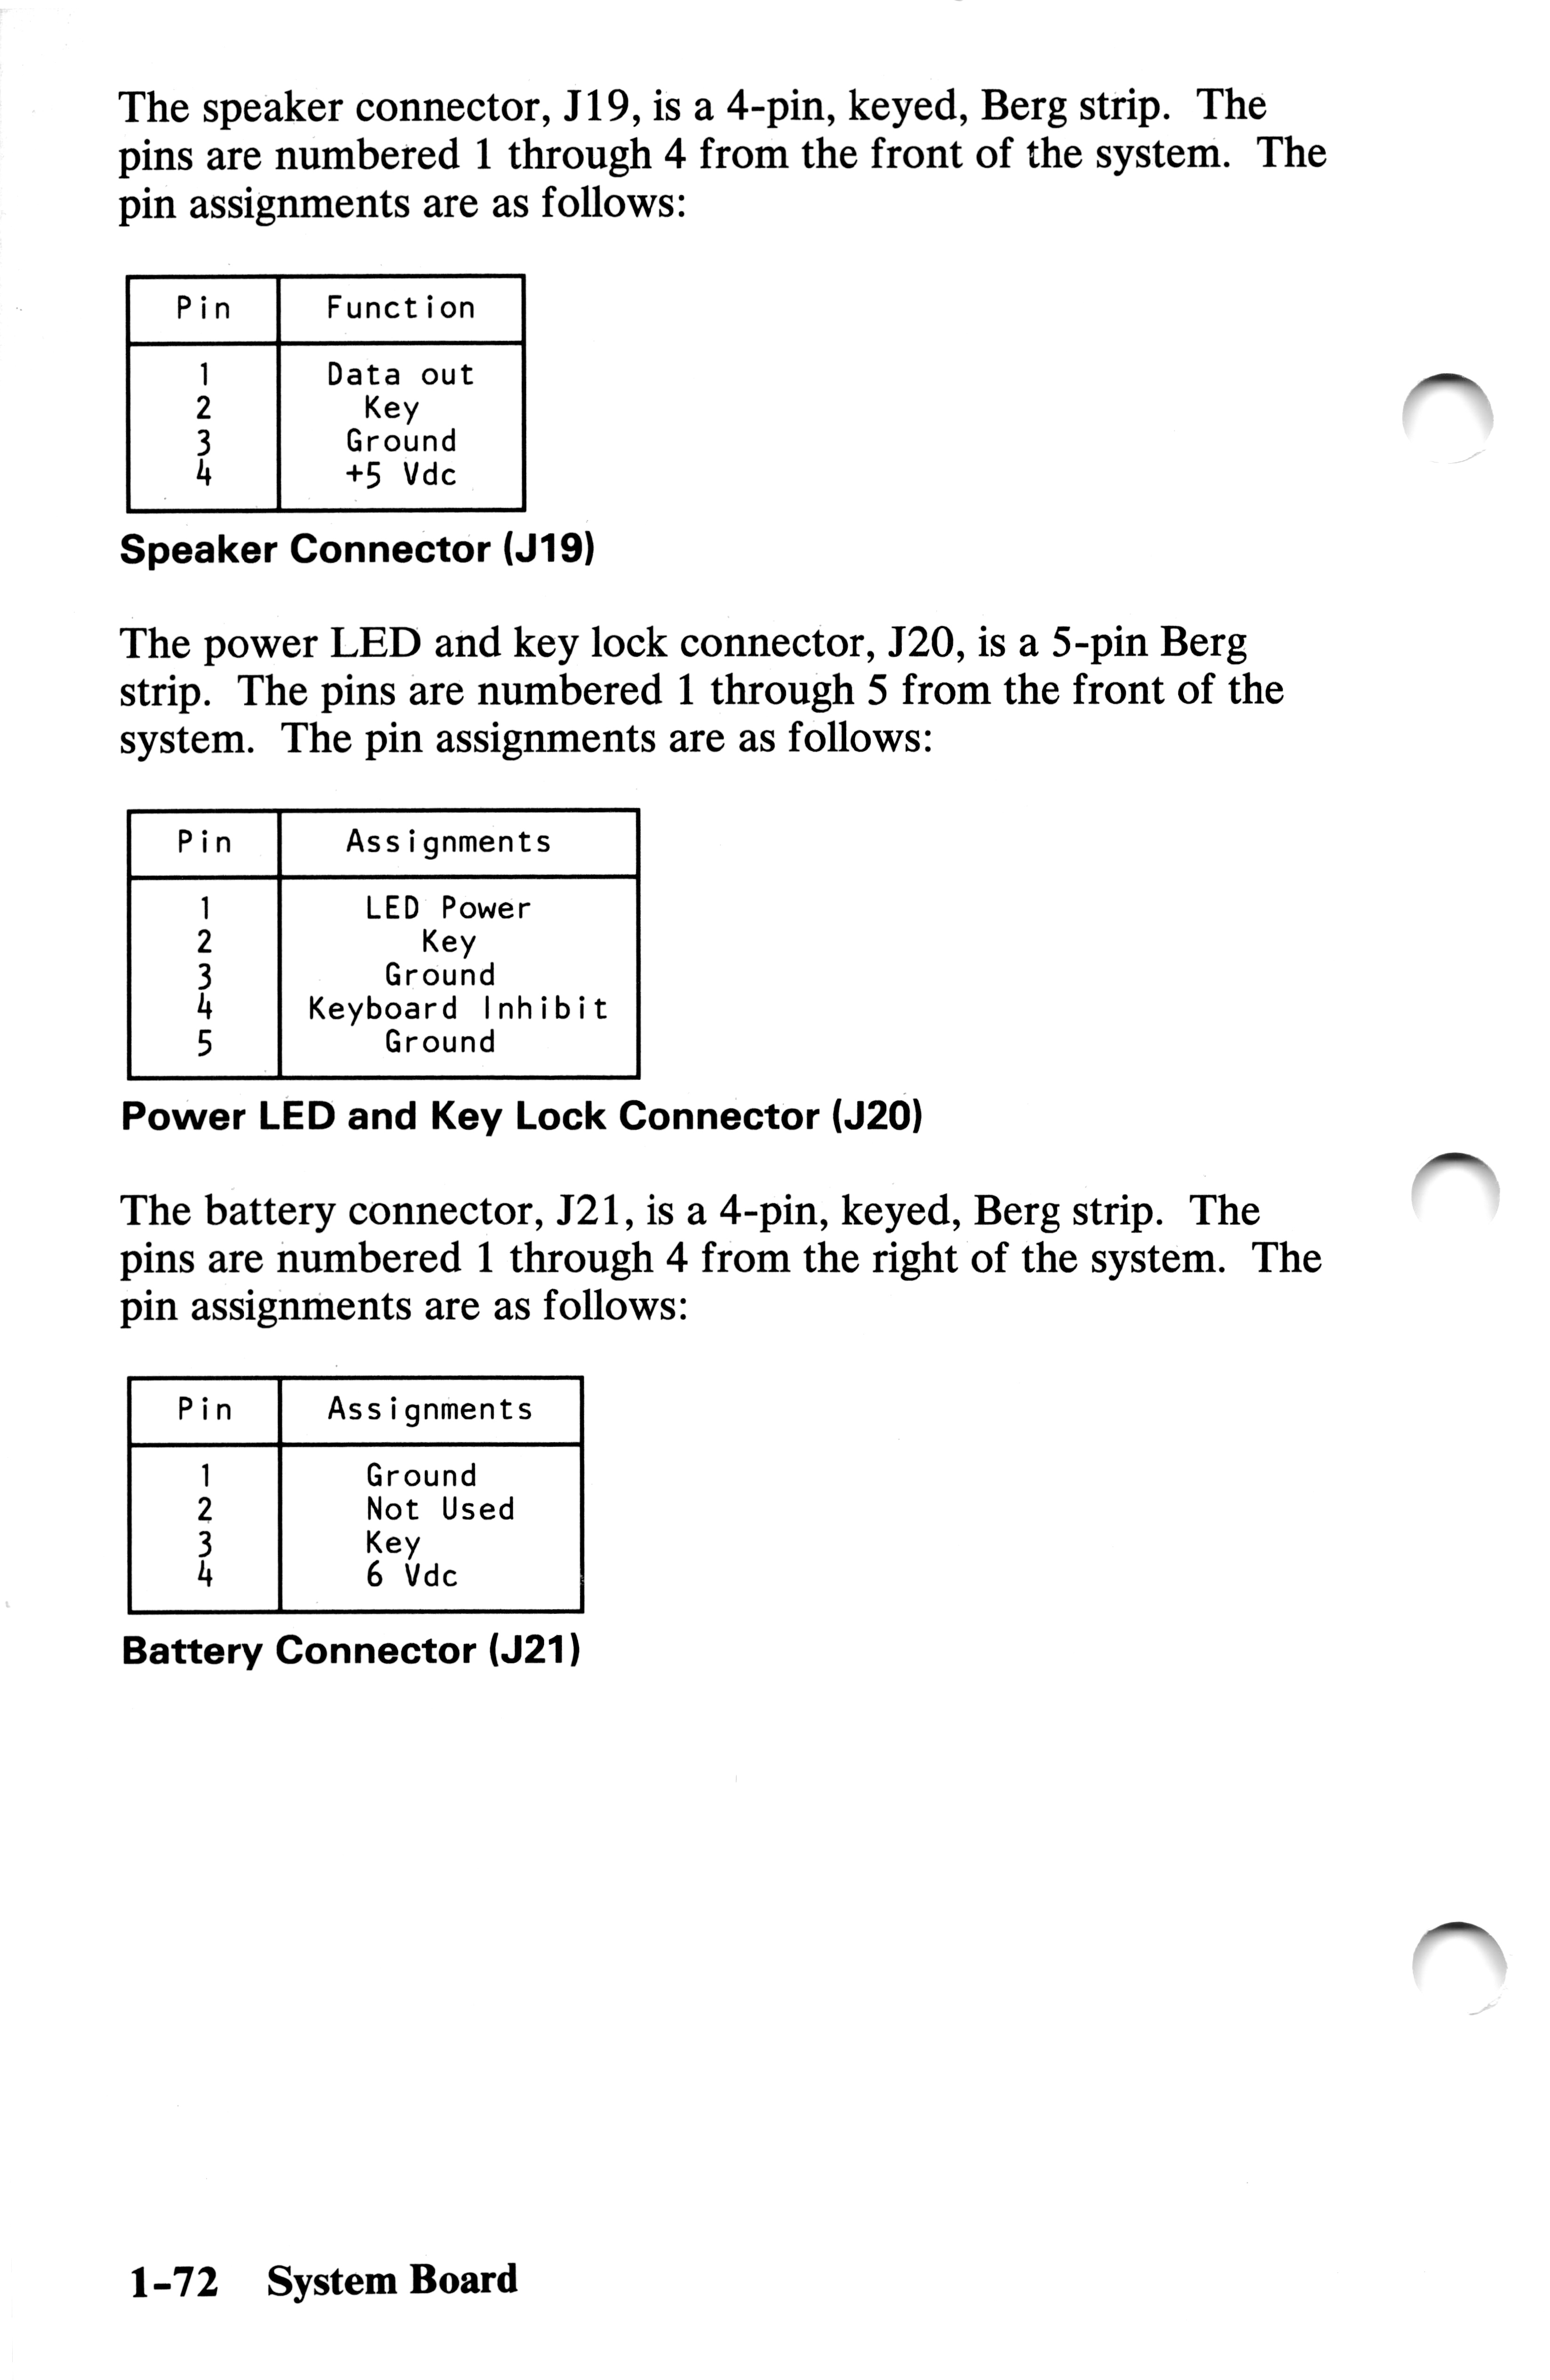 The speaker connector, J19, is a 4-pin, keyed, Berg strip. The
pins are numbered 1 through 4 from the front of the system. The
pin assignments are as follows:
Pin Function
1 Data out
2 Key
3 Ground
4 +5 Vdc
Speaker Connector (J19)
The power LED and key lock connector, J20, is a 5-pin Berg
strip. The pins are numbered 1 through 5 from the front of the
system. The pin assignments are as follows:
Pin Assignments
1 LED Power
2 Key
3 Ground
4 Keyboard Inhibit
5 Ground
Power LED and Key Lock Connector (J20)
The battery connector, J21, is a 4-pin, keyed, Berg strip. The
pins are numbered 1 through 4 from the right of the system. The
pin assignments are as follows:
Pin Assignments
1 Ground
2 Not Used
3 Key
4 6 Vdc
Battery Connector (J21)
1-72 System Board